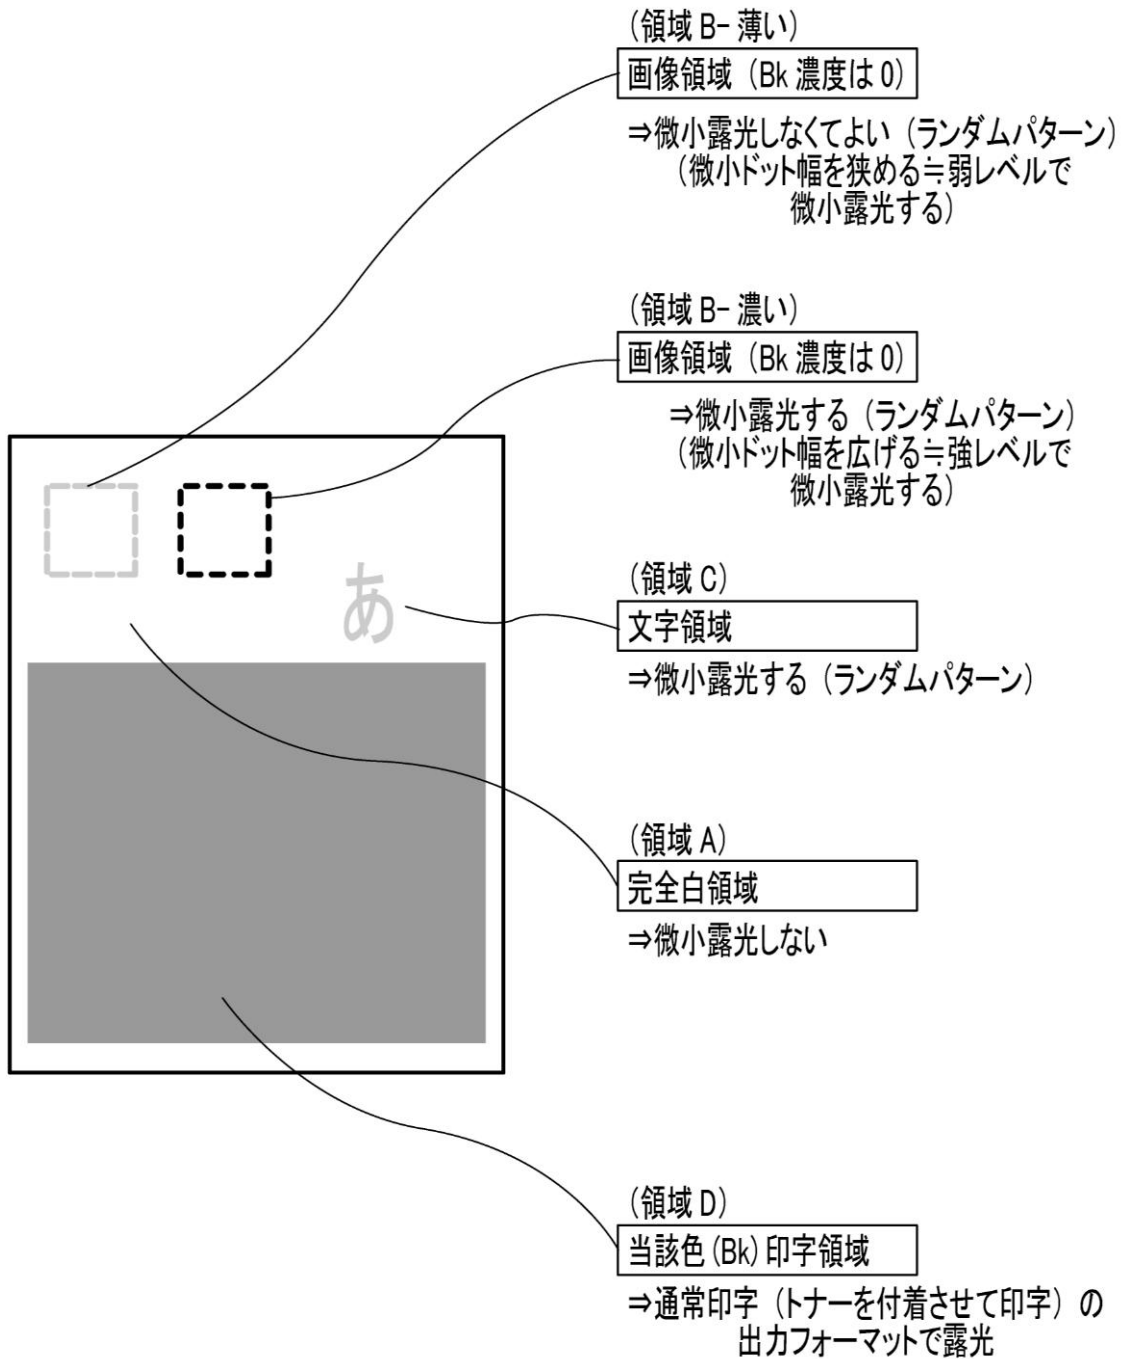 (領域 B- 薄い)
画像領域 (Bk 濃度は 0)
⇒微小露光しなくてよい (ランダムパターン)
(微小ドット幅を狭める≒弱レベルで
微小露光する)
(領域 B- 濃い)
画像領域 (Bk 濃度は 0)
⇒微小露光する (ランダムパターン)
(微小ドット幅を広げる≒強レベルで
微小露光する)
あ
(領域 C)
文字領域
⇒微小露光する (ランダムパターン)
(領域 A)
完全白領域
⇒微小露光しない
(領域 D)
当該色 (Bk) 印字領域
⇒通常印字 (トナーを付着させて印字) の
出力フォーマットで露光